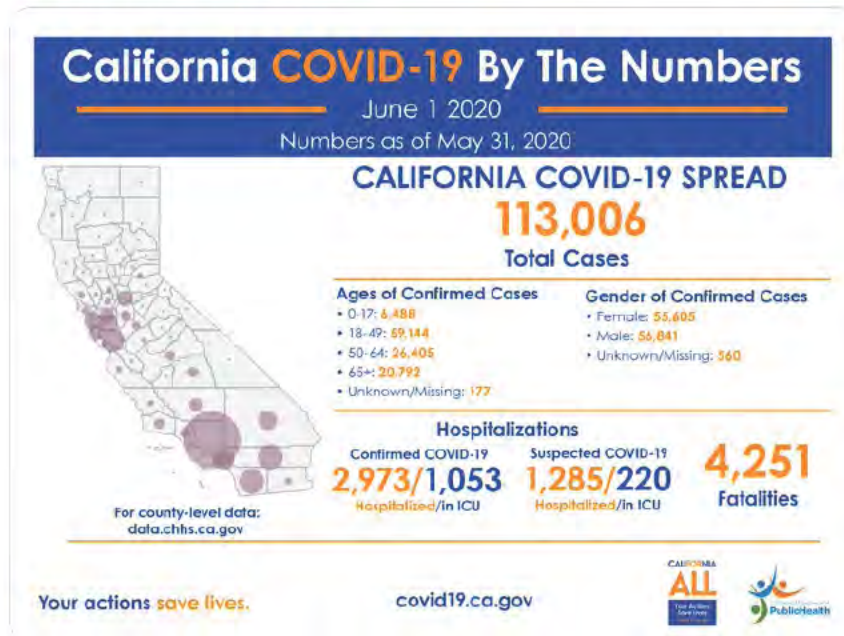 California COVID-19 By The Numbers
June 1 2020
Numbers as of May 31, 2020
CALIFORNIA COVID-19 SPREAD
113,006
Total Cases
Ages of Confirmed Cases
• 0-17: 6,488
• 18-49: 59,144
• 50-64: 26,405
• 65+: 20,792
• Unknown/Missing: 177
Gender of Confirmed Cases
• Female: 55,605
• Male: 56,841
• Unknown/Missing: 560
Hospitalizations
Confirmed COVID-19
2,973/1,053
Hospitalized/in ICU
Suspected COVID-19
1,285/220
Hospitalized/in ICU
4,251
Fatalities
For county-level data:
data.chhs.ca.gov
Your actions save lives.
covid19.ca.gov
CALIFORNIA
ALL
Your Actions
Save Lives
PublicHealth